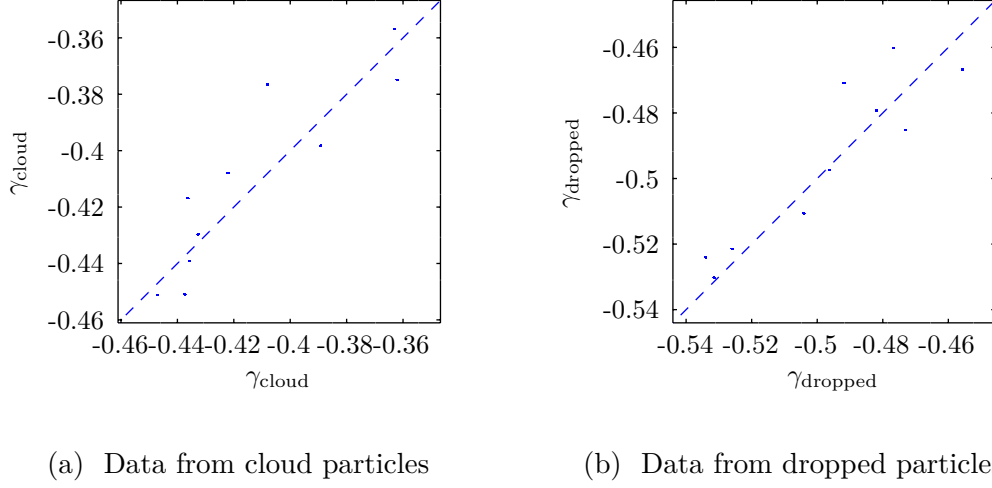 -0.36
-0.38
-0.4
-0.42
-0.44
-0.46
γcloud
-0.46 -0.44 -0.42 -0.4 -0.38 -0.36
γcloud
(a) Data from cloud particles
-0.46
-0.48
-0.5
-0.52
-0.54
γdropped
-0.54 -0.52 -0.5 -0.48 -0.46
γdropped
(b) Data from dropped particle